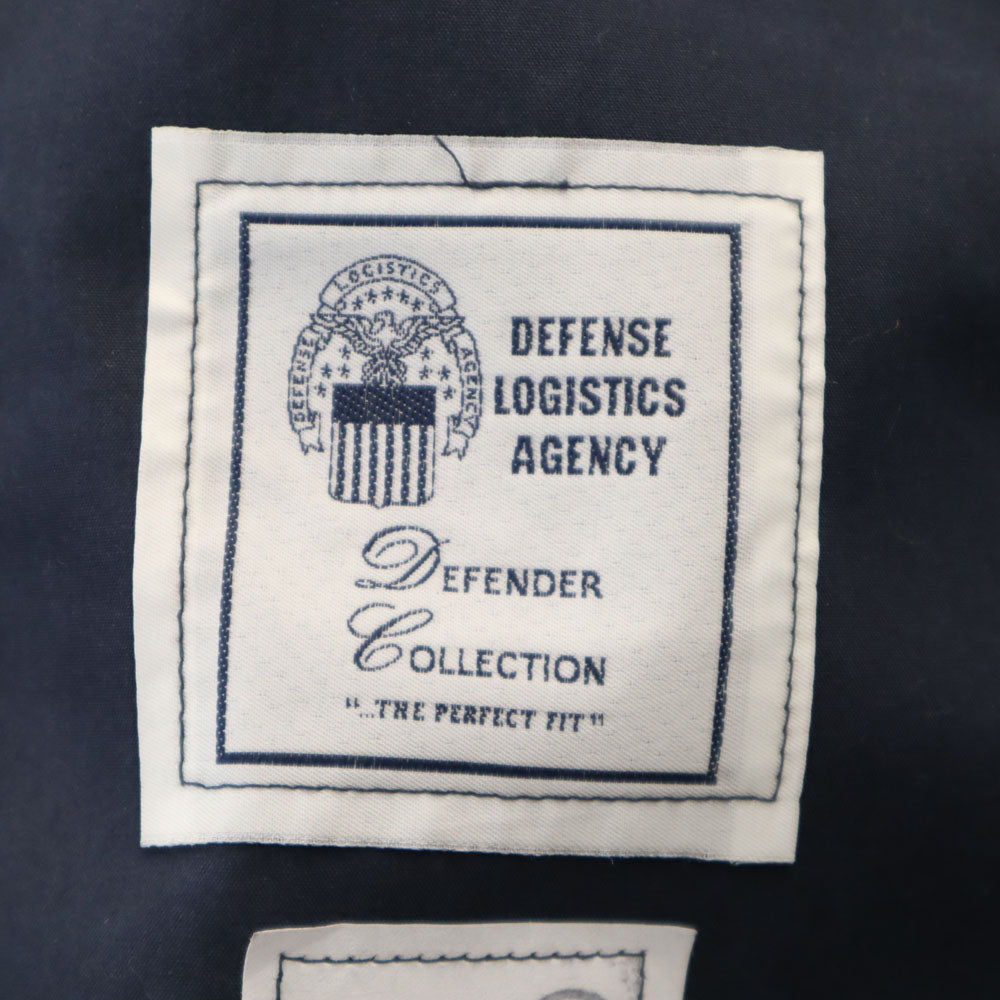 LOGISTICS
DEFENSE
AGENCY
DEFENSE
LOGISTICS
AGENCY
DEFENDER
COLLECTION
"...THE PERFECT FIT"